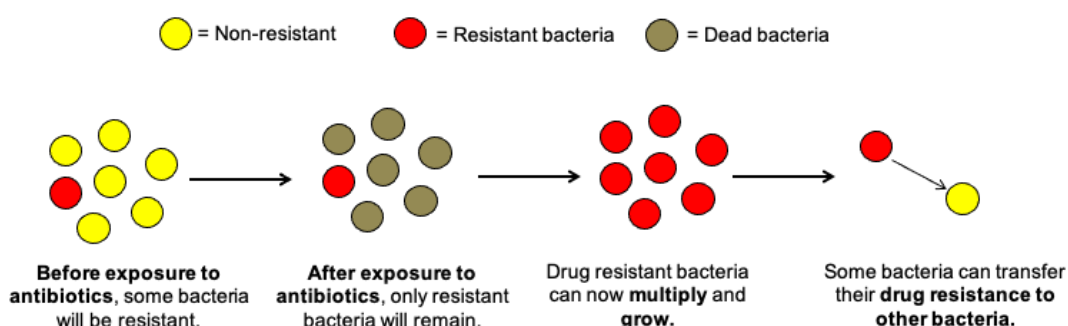 = Non-resistant
= Resistant bacteria
= Dead bacteria
Before exposure to
antibiotics, some bacteria
will be resistant.
After exposure to
antibiotics, only resistant
bacteria will remain.
Drug resistant bacteria
can now multiply and
grow.
Some bacteria can transfer
their drug resistance to
other bacteria.